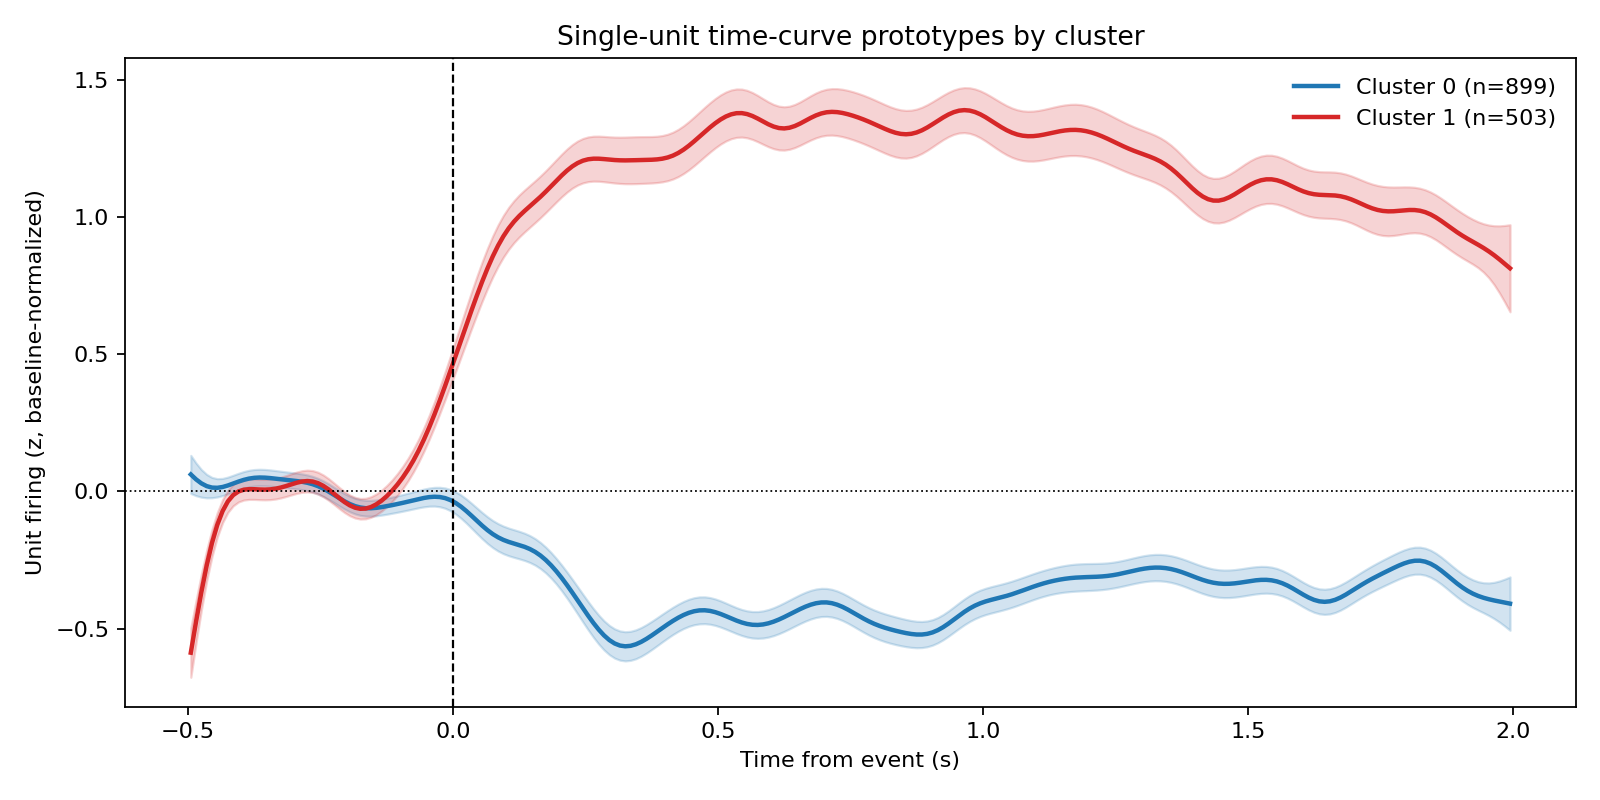 Single-unit time-curve prototypes by cluster
Unit firing (z, baseline-normalized)
1.5
1.0
0.5
0.0
−0.5
Cluster 0 (n=899)
Cluster 1 (n=503)
−0.5
0.0
0.5
1.0
1.5
2.0
Time from event (s)